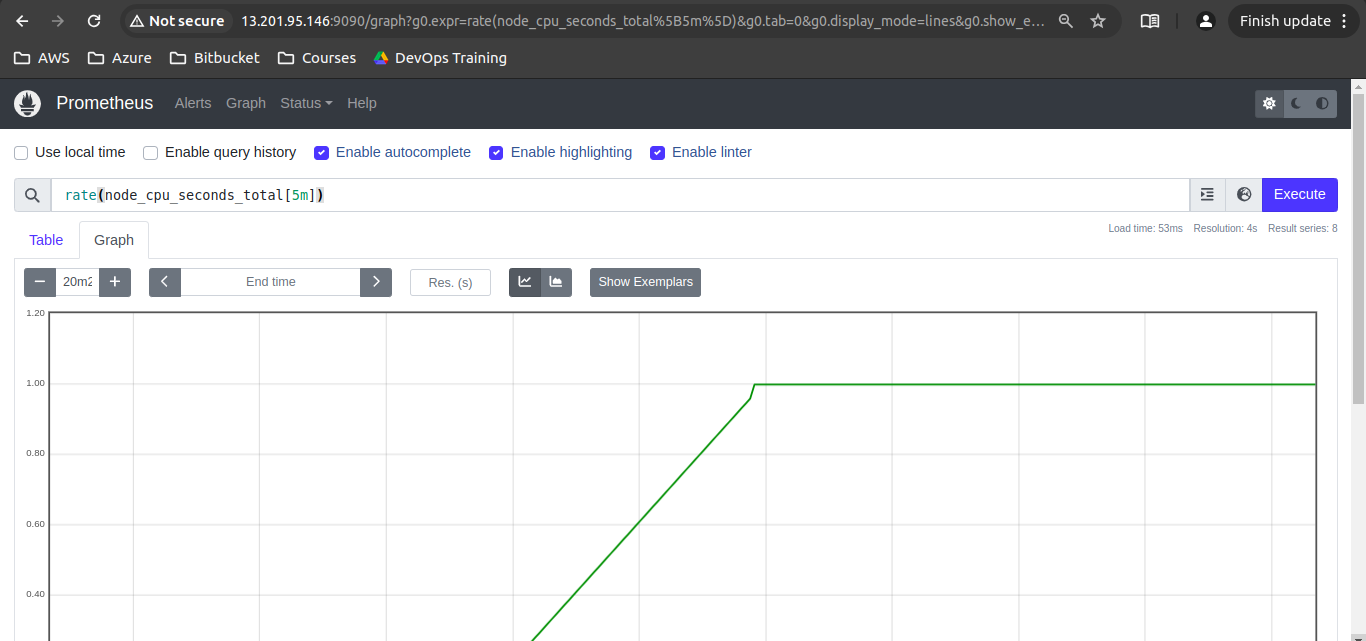 Not secure 13.201.95.146:9090/graph?g0.expr=rate(node_cpu_seconds_total%5B5m%5D)&g0.tab=0&g0.display_mode=lines&g0.show_e... Finish update
AWS Azure Bitbucket Courses DevOps Training
Prometheus Alerts Graph Status Help
Use local time Enable query history Enable autocomplete Enable highlighting Enable linter
rate(node_cpu_seconds_total[5m]) Execute
Load time: 53ms Resolution: 4s Result series: 8
Table Graph
20m2 End time Res. (s) Show Exemplars
1.20
1.00
0.80
0.60
0.40